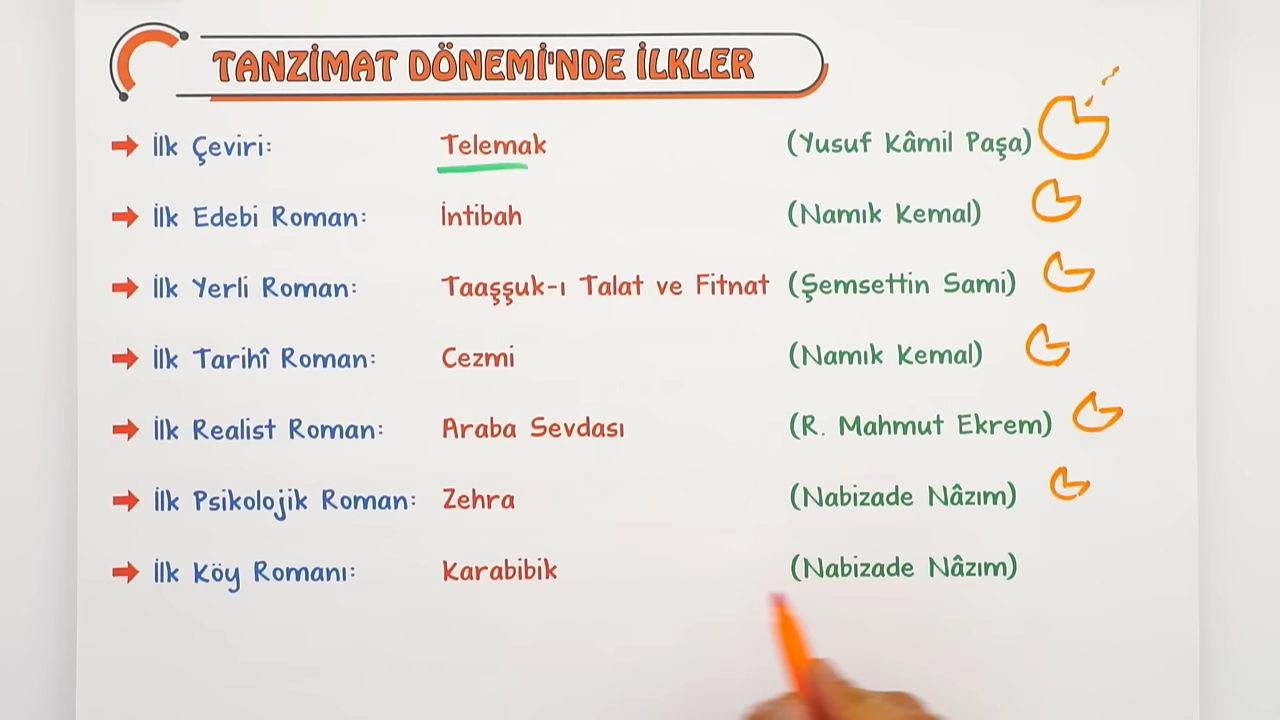 TANZİMAT DÖNEMİ'NDE İLKLER
İlk Çeviri: Telemak (Yusuf Kâmil Paşa)
İlk Edebi Roman: İntibah (Namık Kemal)
İlk Yerli Roman: Taaşşuk-ı Talat ve Fitnat (Şemsettin Sami)
İlk Tarihî Roman: Cezmi (Namık Kemal)
İlk Realist Roman: Araba Sevdası (R. Mahmut Ekrem)
İlk Psikolojik Roman: Zehra (Nabizade Nâzım)
İlk Köy Romanı: Karabibik (Nabizade Nâzım)